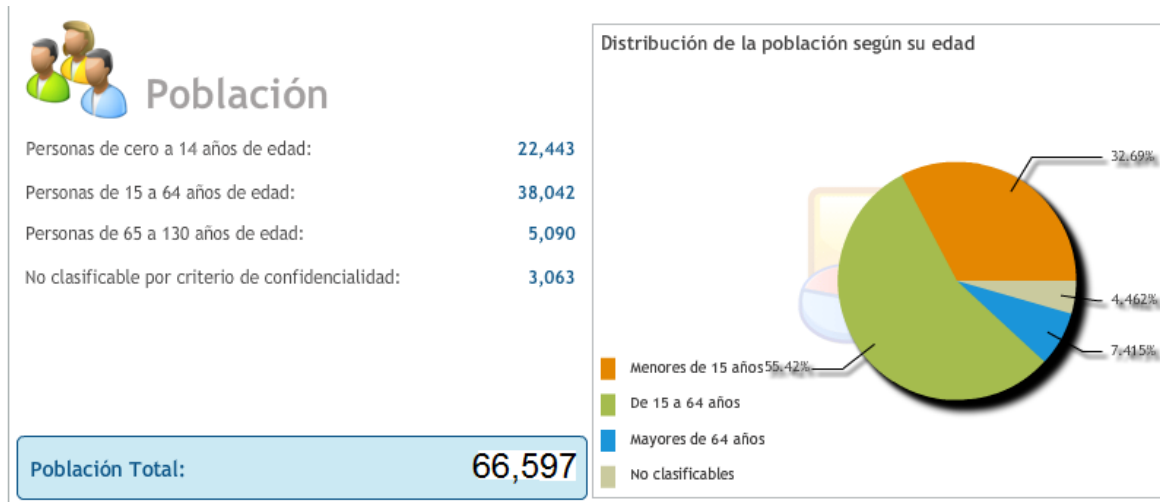 Población
Personas de cero a 14 años de edad: 22,443
Personas de 15 a 64 años de edad: 38,042
Personas de 65 a 130 años de edad: 5,090
No clasificable por criterio de confidencialidad: 3,063
Población Total: 66,597
Distribución de la población según su edad
32.69%
4.462%
7.415%
55.42%
Menores de 15 años
De 15 a 64 años
Mayores de 64 años
No clasificables